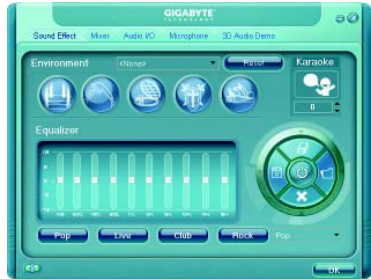 GIGABYTE
TECHNOLOGY
Sound Effect Mixer Audio I/O Microphone 3D Audio Demo
Environment <None> Reset Karaoke
0
Equalizer
Pop Live Club Rock Pop
OK